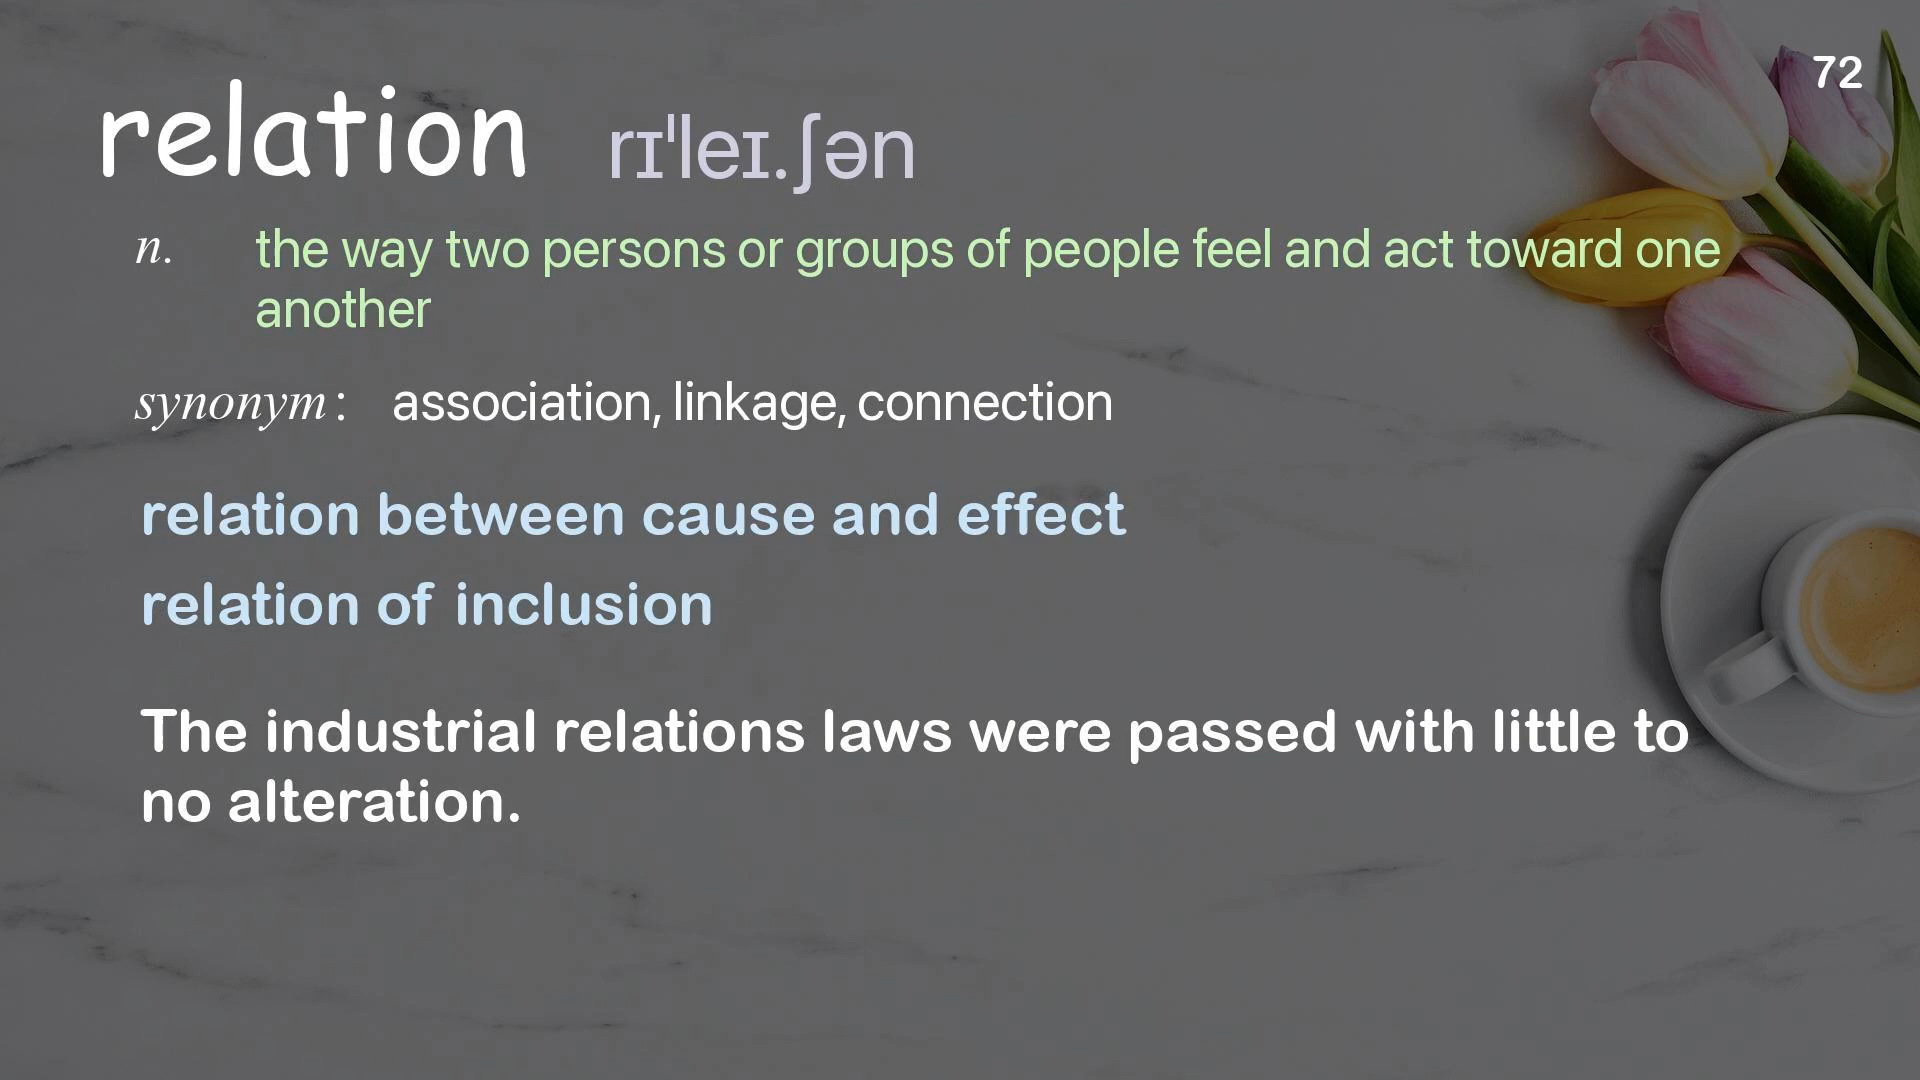 72
relation rɪˈleɪ.ʃən
n. the way two persons or groups of people feel and act toward one
another
synonym: association, linkage, connection
relation between cause and effect
relation of inclusion
The industrial relations laws were passed with little to
no alteration.